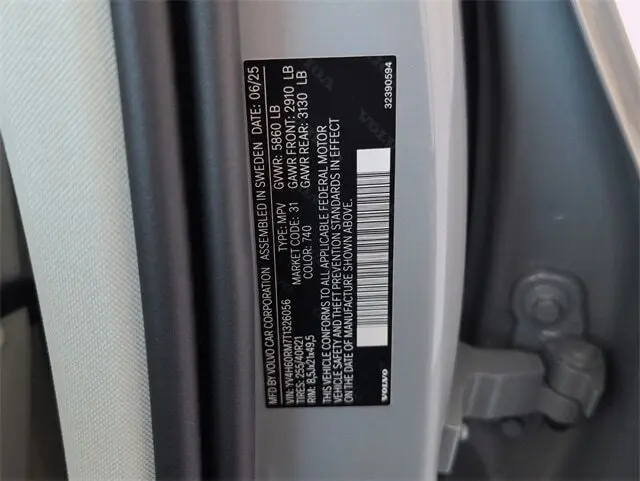 MFD BY VOLVO CAR CORPORATION ASSEMBLED IN SWEDEN DATE: 06/25
VIN: YV4H60RM7T1326056 TYPE: MPV GVWR: 5860 LB
TIRES: 255/40R21 MARKET CODE: 31 GAWR FRONT: 2910 LB
RIM: 8,5Jx21x49,5 COLOR: 740 GAWR REAR: 3130 LB
THIS VEHICLE CONFORMS TO ALL APPLICABLE FEDERAL MOTOR
VEHICLE SAFETY AND THEFT PREVENTION STANDARDS IN EFFECT
ON THE DATE OF MANUFACTURE SHOWN ABOVE.
VOLVO 32390594